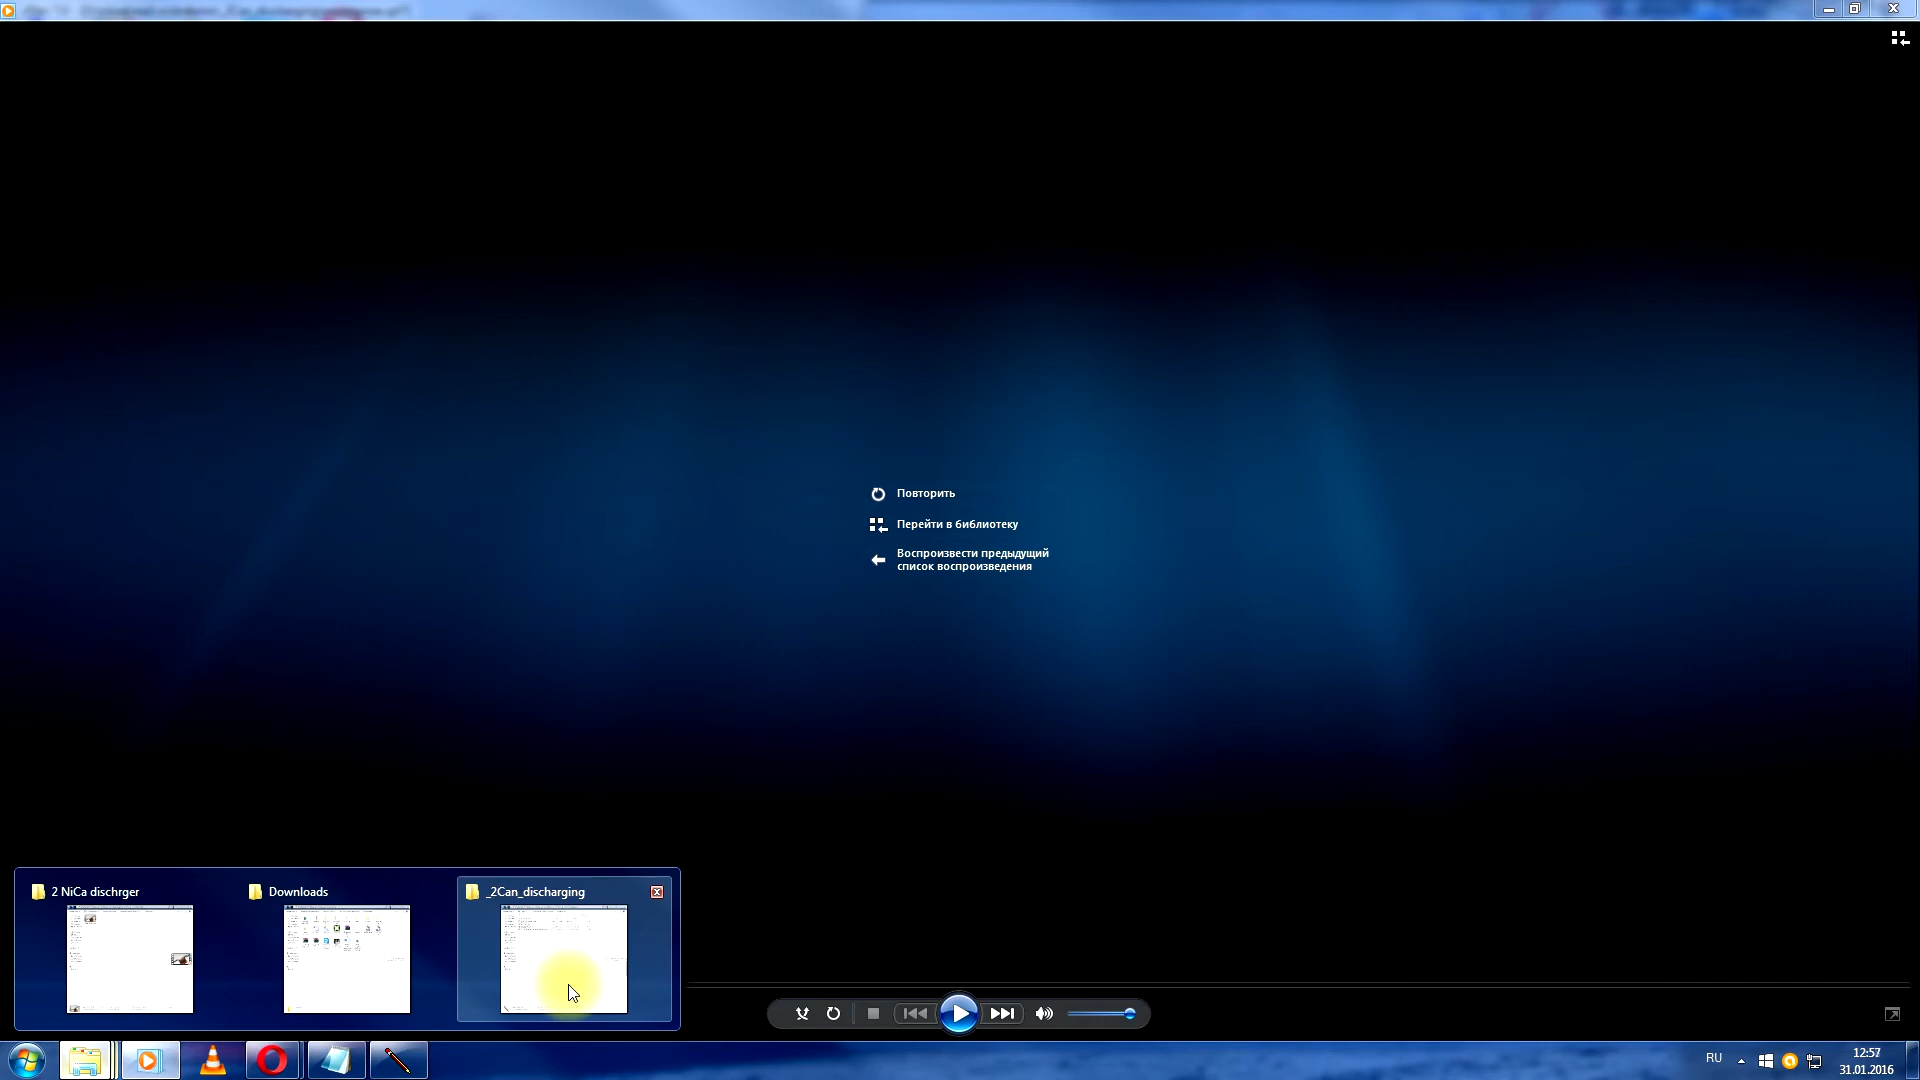 Повторить
Перейти в библиотеку
Воспроизвести предыдущий
список воспроизведения
2 NiCa dischrger
Downloads
_2Can_discharging
RU
12:57
31.01.2016